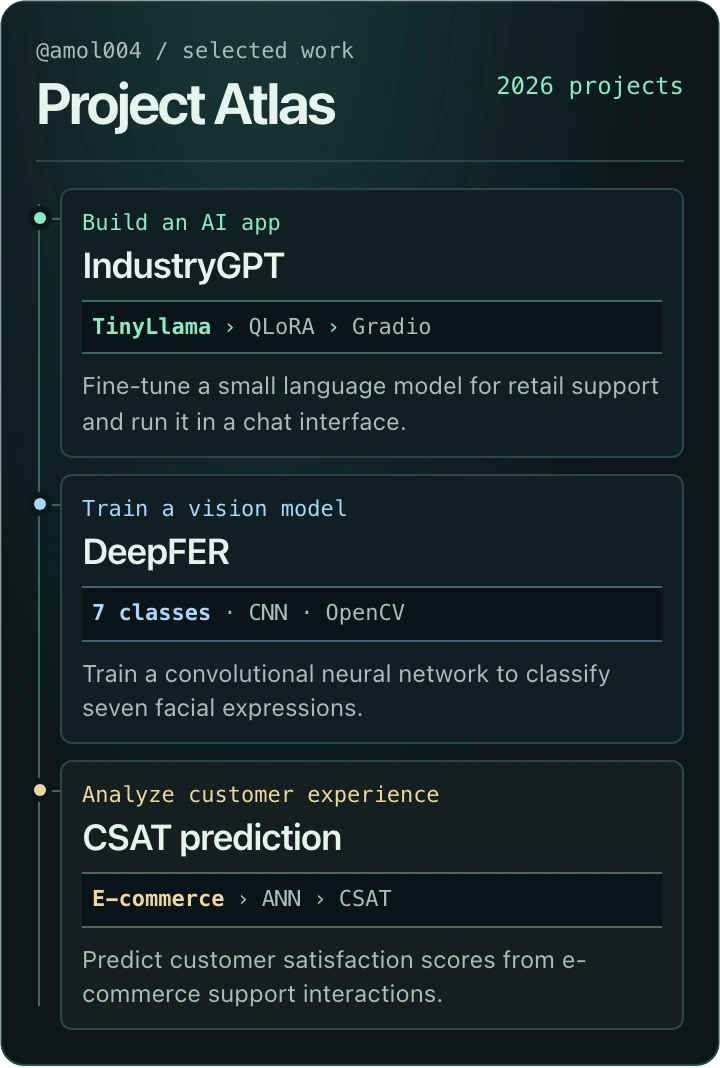 @amol004 / selected work
Project Atlas
2026 projects
Build an AI app
IndustryGPT
TinyLlama › QLoRA › Gradio
Fine-tune a small language model for retail support
and run it in a chat interface.
Train a vision model
DeepFER
7 classes · CNN · OpenCV
Train a convolutional neural network to classify
seven facial expressions.
Analyze customer experience
CSAT prediction
E-commerce › ANN › CSAT
Predict customer satisfaction scores from e-
commerce support interactions.